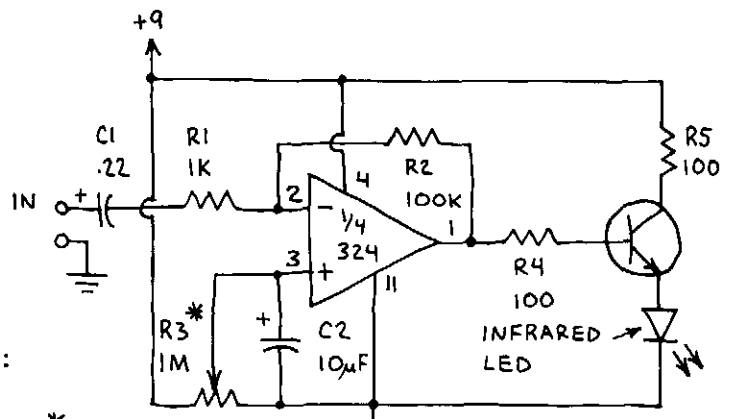 +9
C1
.22
R1
1K
R2
100K
R5
100
IN +
2
-
4
1/4
324
1
3
+
11
R4
100
R3*
1M
+
C2
10µF
INFRARED
LED
:
*